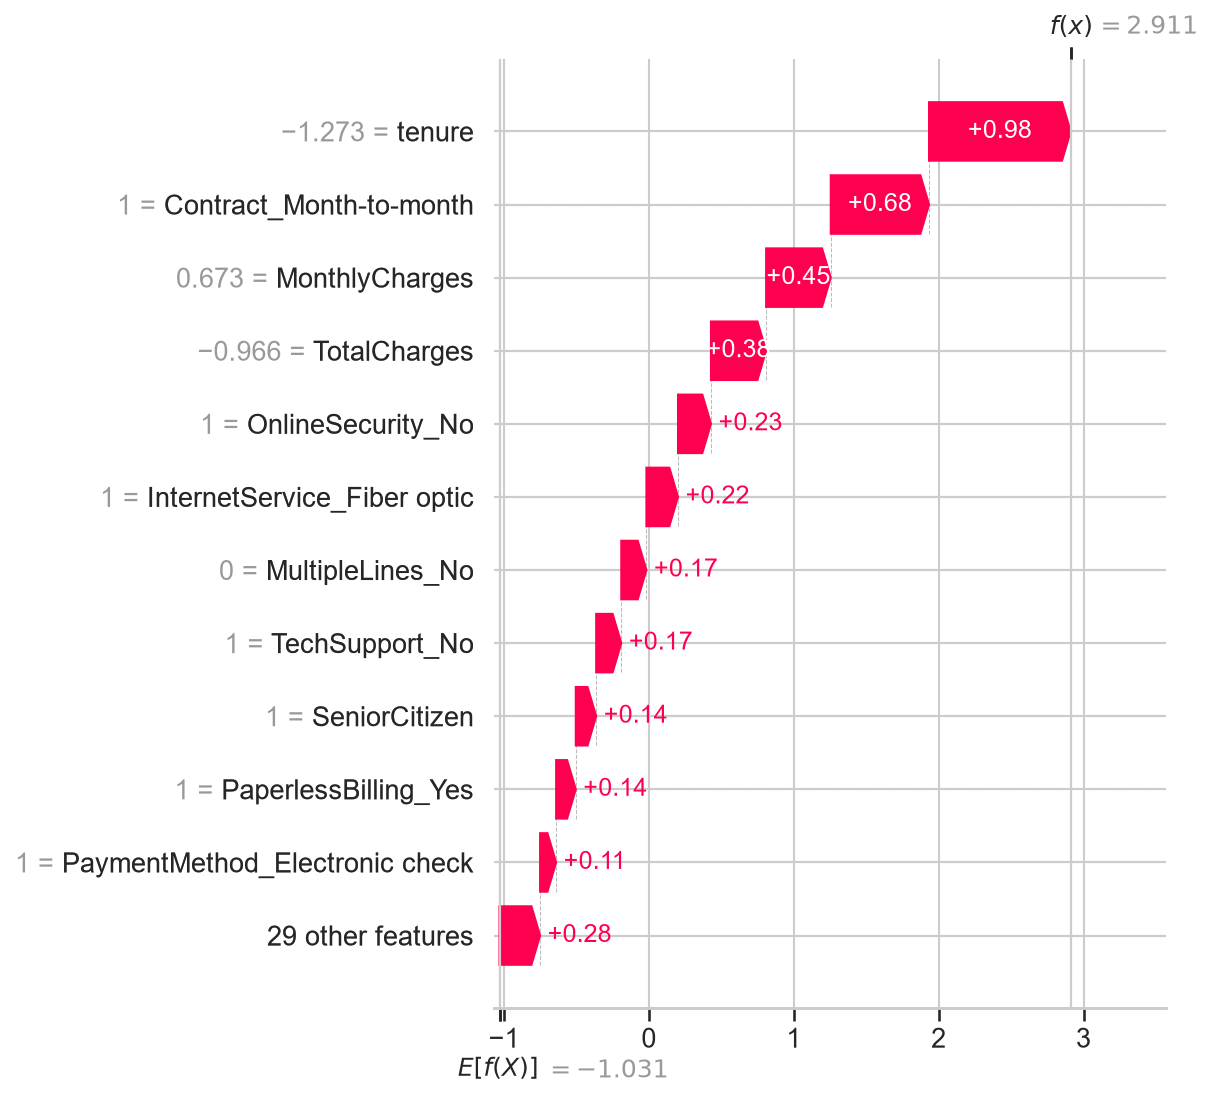 f(x) = 2.911
−1.273 = tenure +0.98
1 = Contract_Month-to-month +0.68
0.673 = MonthlyCharges +0.45
−0.966 = TotalCharges +0.38
1 = OnlineSecurity_No +0.23
1 = InternetService_Fiber optic +0.22
0 = MultipleLines_No +0.17
1 = TechSupport_No +0.17
1 = SeniorCitizen +0.14
1 = PaperlessBilling_Yes +0.14
1 = PaymentMethod_Electronic check +0.11
29 other features +0.28
−1 0 1 2 3
E[f(X)] = −1.031